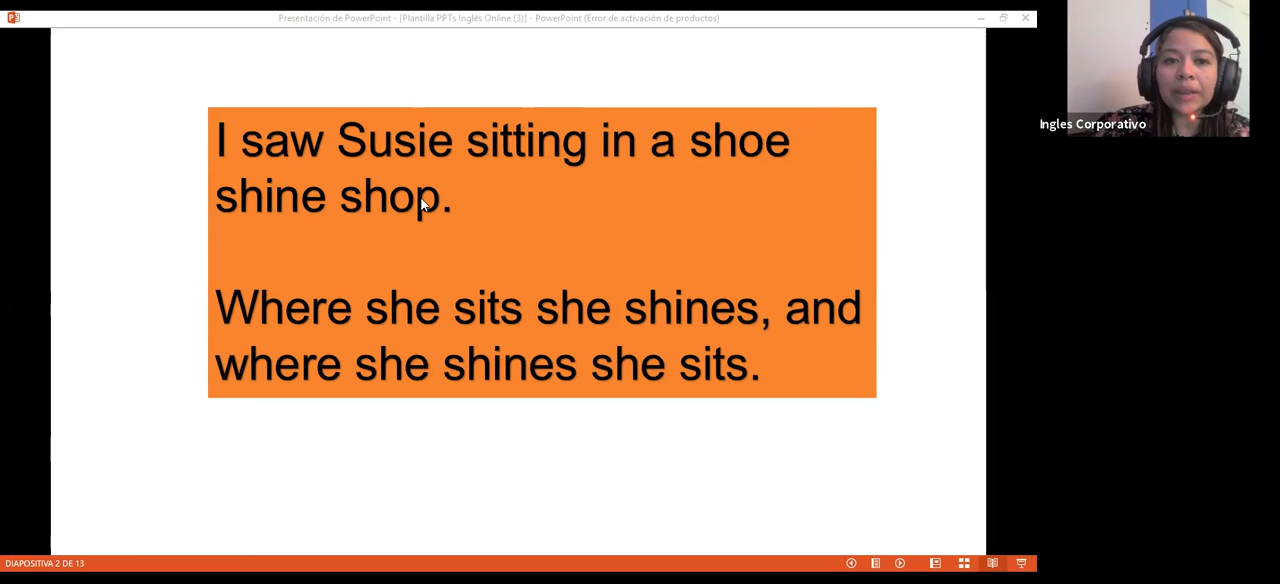 Presentación de PowerPoint - [Plantilla PPTs Inglés Online (3)] - PowerPoint (Error de activación de productos)
I saw Susie sitting in a shoe
shine shop.
Where she sits she shines, and
where she shines she sits.
Ingles Corporativo
DIAPOSITIVA 2 DE 13